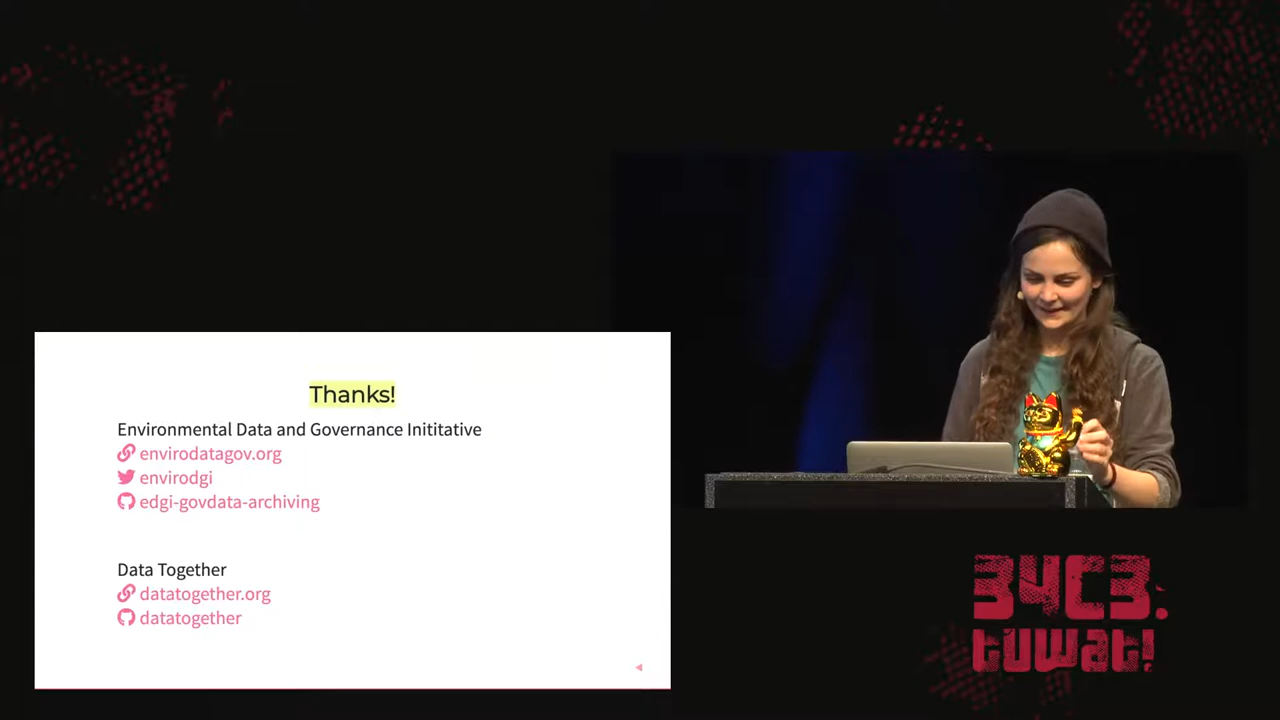 Thanks!
Environmental Data and Governance Inititative
envirodatagov.org
envirodgi
edgi-govdata-archiving
Data Together
datatogether.org
datatogether
34C3:
tuwat!